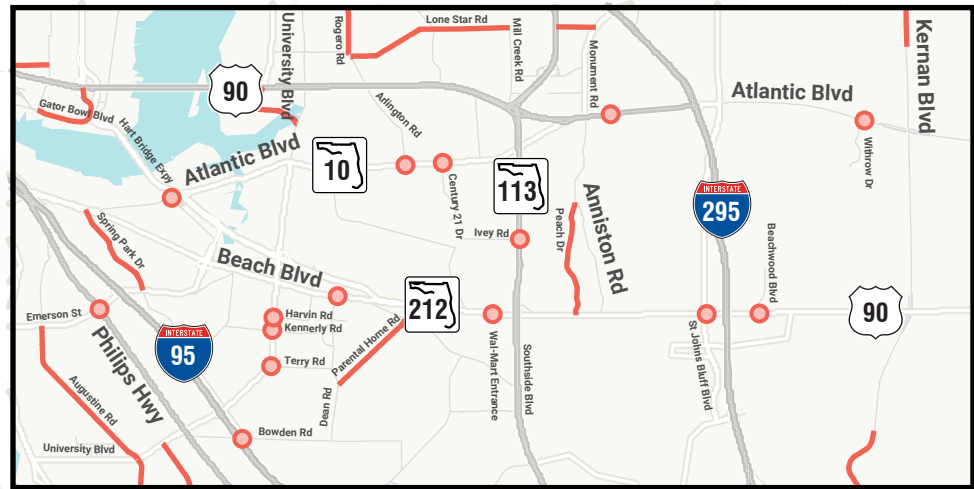 Rogero Rd
Lone Star Rd
Mill Creek Rd
Monument Rd
Kernan Blvd
University Blvd
90
Gator Bowl Blvd
Hart Bridge Expy
Arlington Rd
Atlantic Blvd
Atlantic Blvd
Withrow Dr
10
Century 21 Dr
113
INTERSTATE
295
Anniston Rd
Peach Dr
Ivey Rd
Beachwood Blvd
Spring Park Dr
Beach Blvd
212
90
Emerson St
Harvin Rd
Kennerly Rd
Terry Rd
Parental Home Rd
Dean Rd
Wal-Mart Entrance
Southside Blvd
St Johns Bluff Blvd
INTERSTATE
95
Philips Hwy
Augustine Rd
Bowden Rd
University Blvd